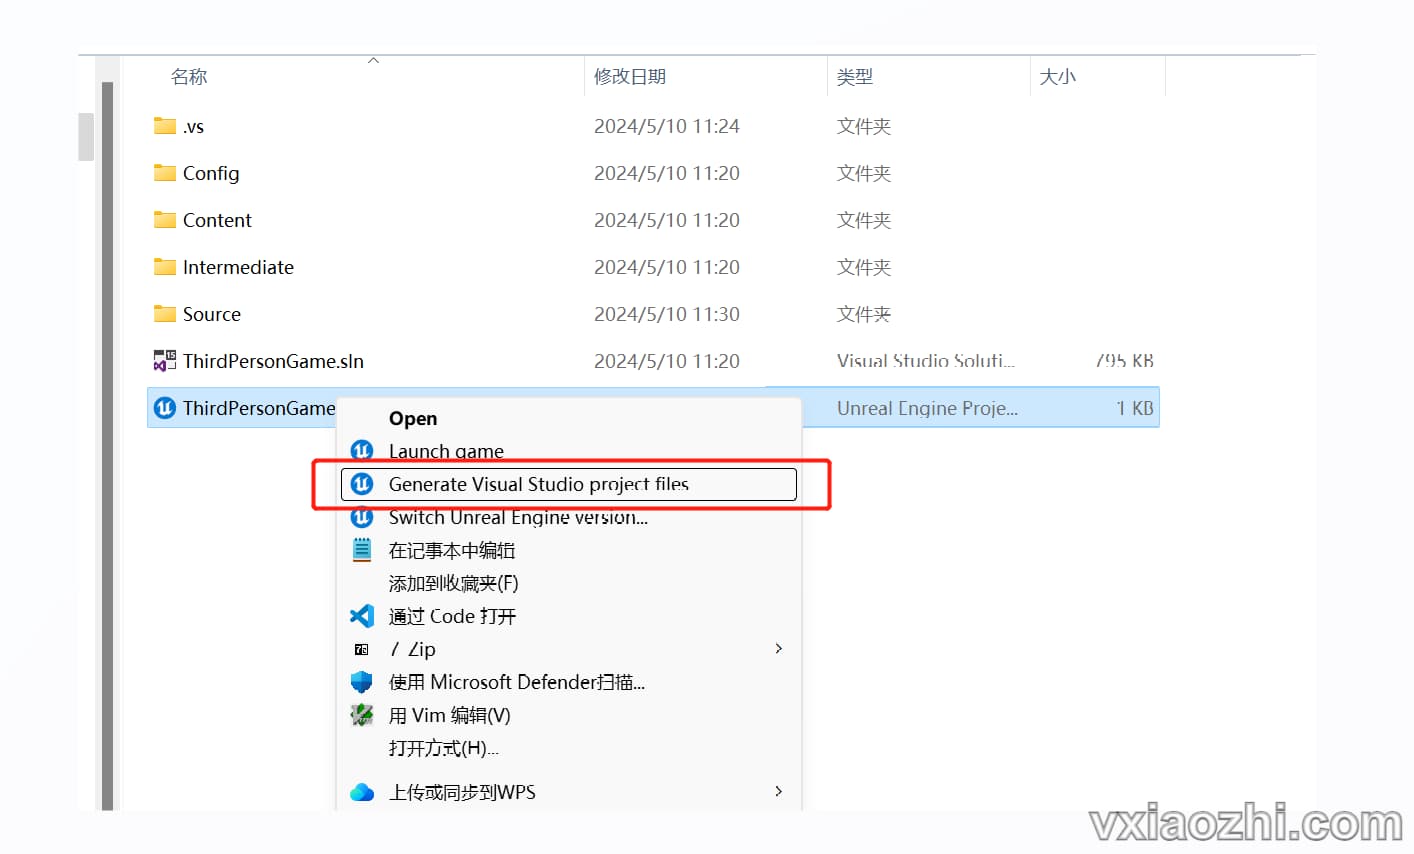 名称 修改日期 类型 大小
.vs 2024/5/10 11:24 文件夹
Config 2024/5/10 11:20 文件夹
Content 2024/5/10 11:20 文件夹
Intermediate 2024/5/10 11:20 文件夹
Source 2024/5/10 11:30 文件夹
ThirdPersonGame.sln 2024/5/10 11:20 Visual Studio Soluti... 795 KB
ThirdPersonGame Unreal Engine Proje... 1 KB
Open
Launch game
Generate Visual Studio project files
Switch Unreal Engine version...
在记事本中编辑
添加到收藏夹(F)
通过 Code 打开
7 Zip
使用 Microsoft Defender扫描...
用 Vim 编辑(V)
打开方式(H)...
上传或同步到WPS
vxiaozhi.com